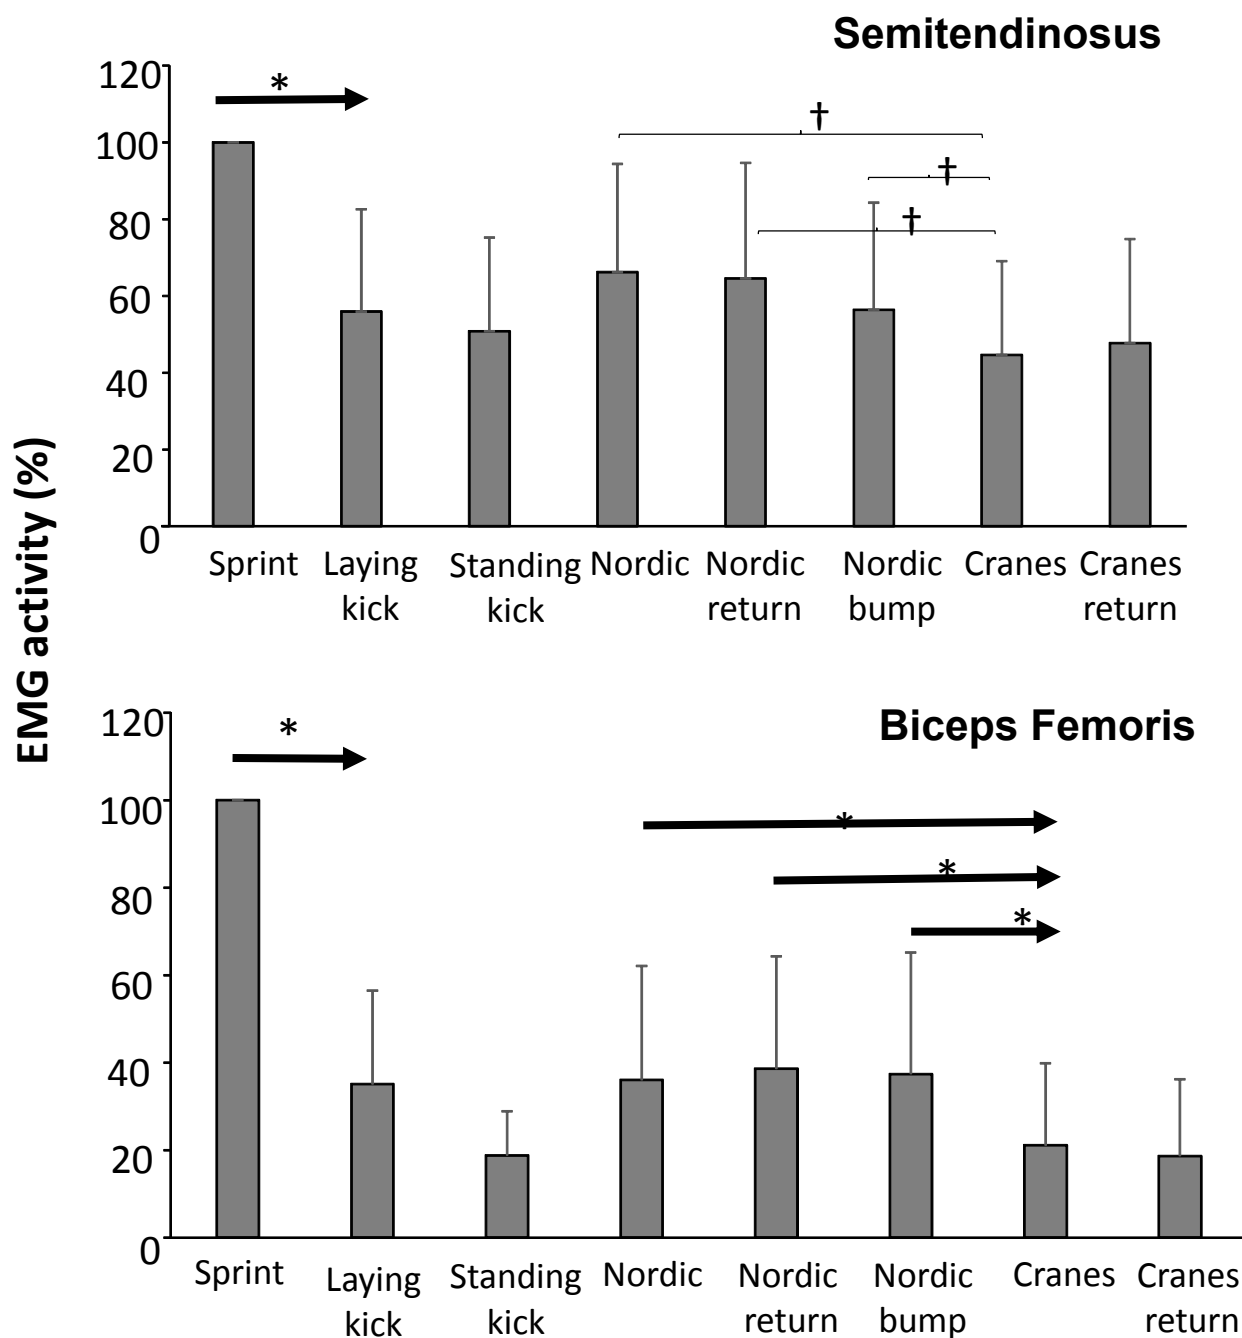 Semitendinosus
EMG activity (%)
120
100
80
60
40
20
0
*
†
†
†
Sprint
Laying
kick
Standing
kick
Nordic
Nordic
return
Nordic
bump
Cranes
Cranes
return
Biceps Femoris
120
100
80
60
40
20
0
*
*
*
*
Sprint
Laying
kick
Standing
kick
Nordic
Nordic
return
Nordic
bump
Cranes
Cranes
return